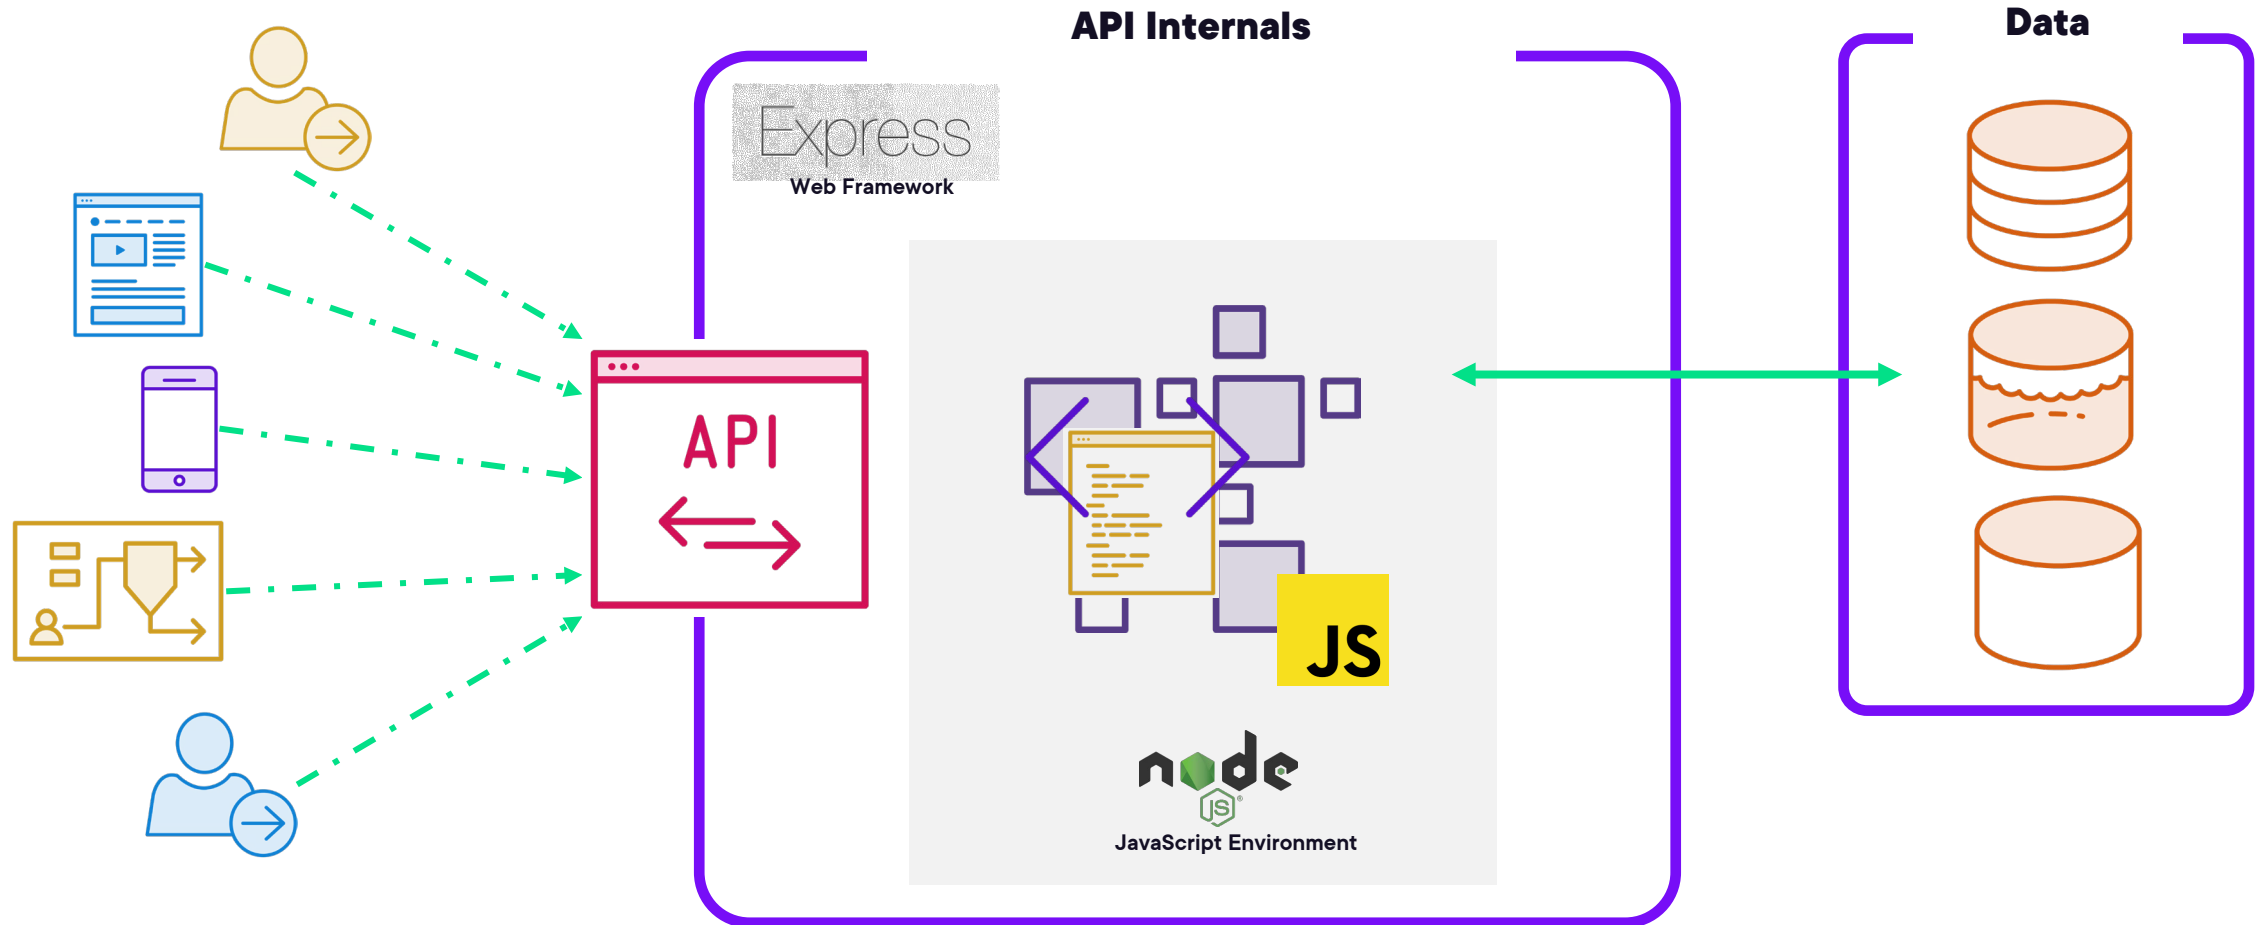 API Internals
Data
Express
Web Framework
API
JS
node
JS®
JavaScript Environment